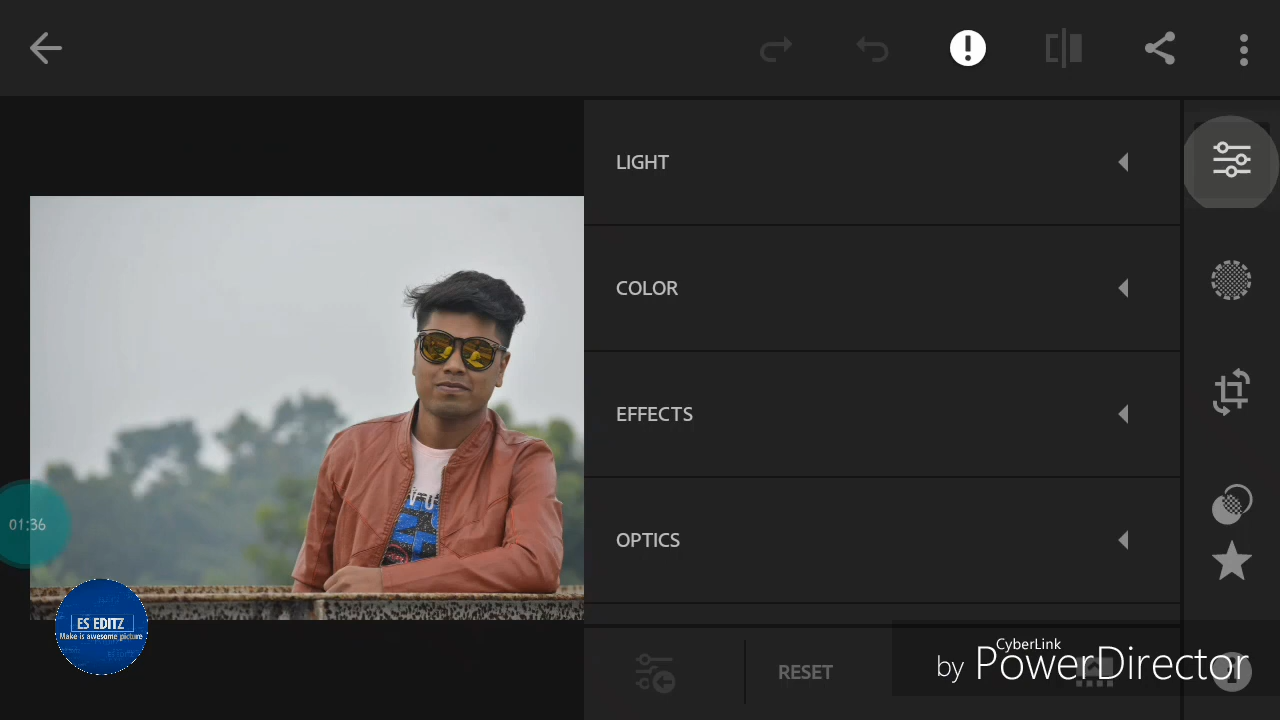 LIGHT
COLOR
EFFECTS
OPTICS
01:36
ES EDITZ
Make is awesome picture
RESET
CyberLink
by PowerDirector